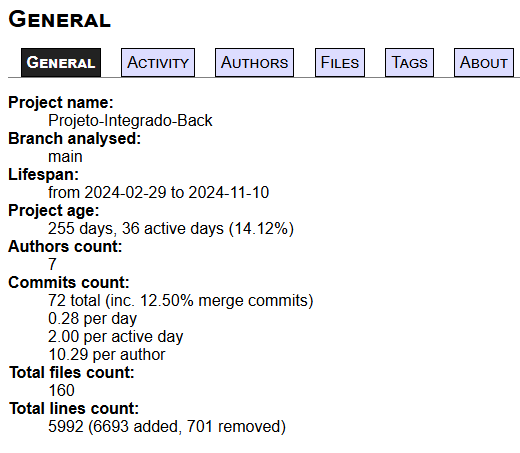 General
General Activity Authors Files Tags About
Project name:
Projeto-Integrado-Back
Branch analysed:
main
Lifespan:
from 2024-02-29 to 2024-11-10
Project age:
255 days, 36 active days (14.12%)
Authors count:
7
Commits count:
72 total (inc. 12.50% merge commits)
0.28 per day
2.00 per active day
10.29 per author
Total files count:
160
Total lines count:
5992 (6693 added, 701 removed)